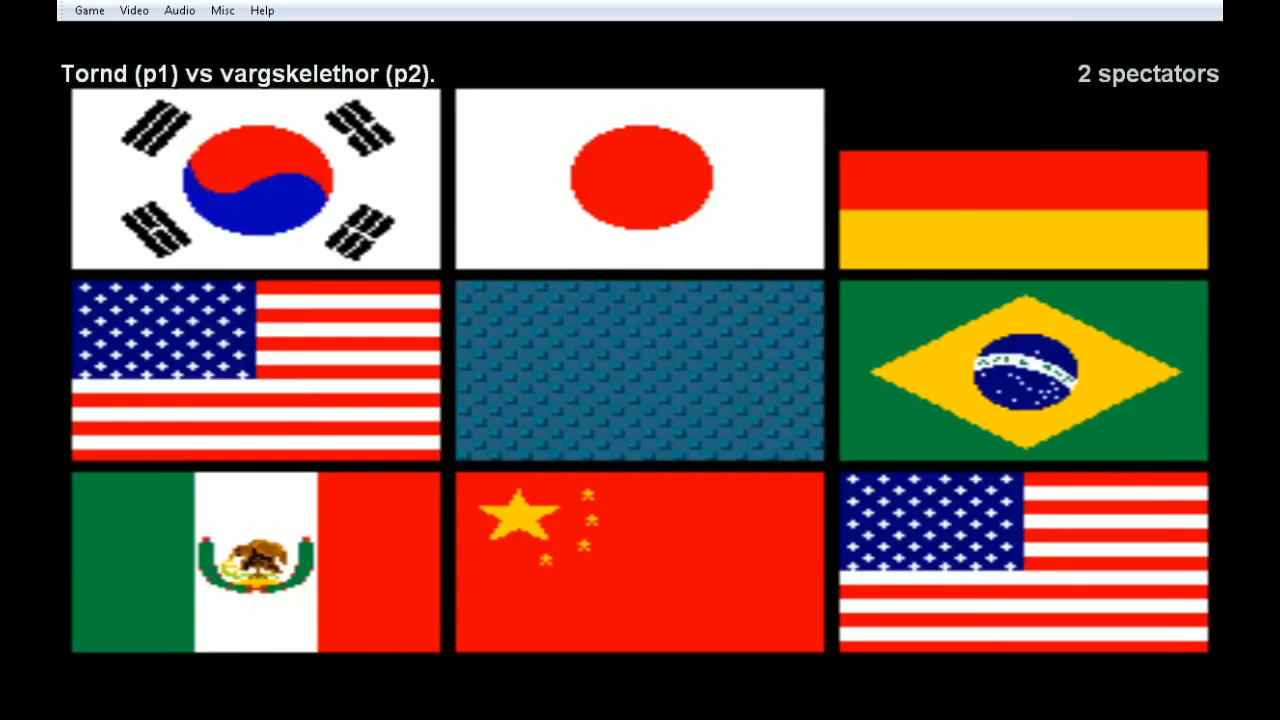 Game Video Audio Misc Help
Tornd (p1) vs vargskelethor (p2).
2 spectators